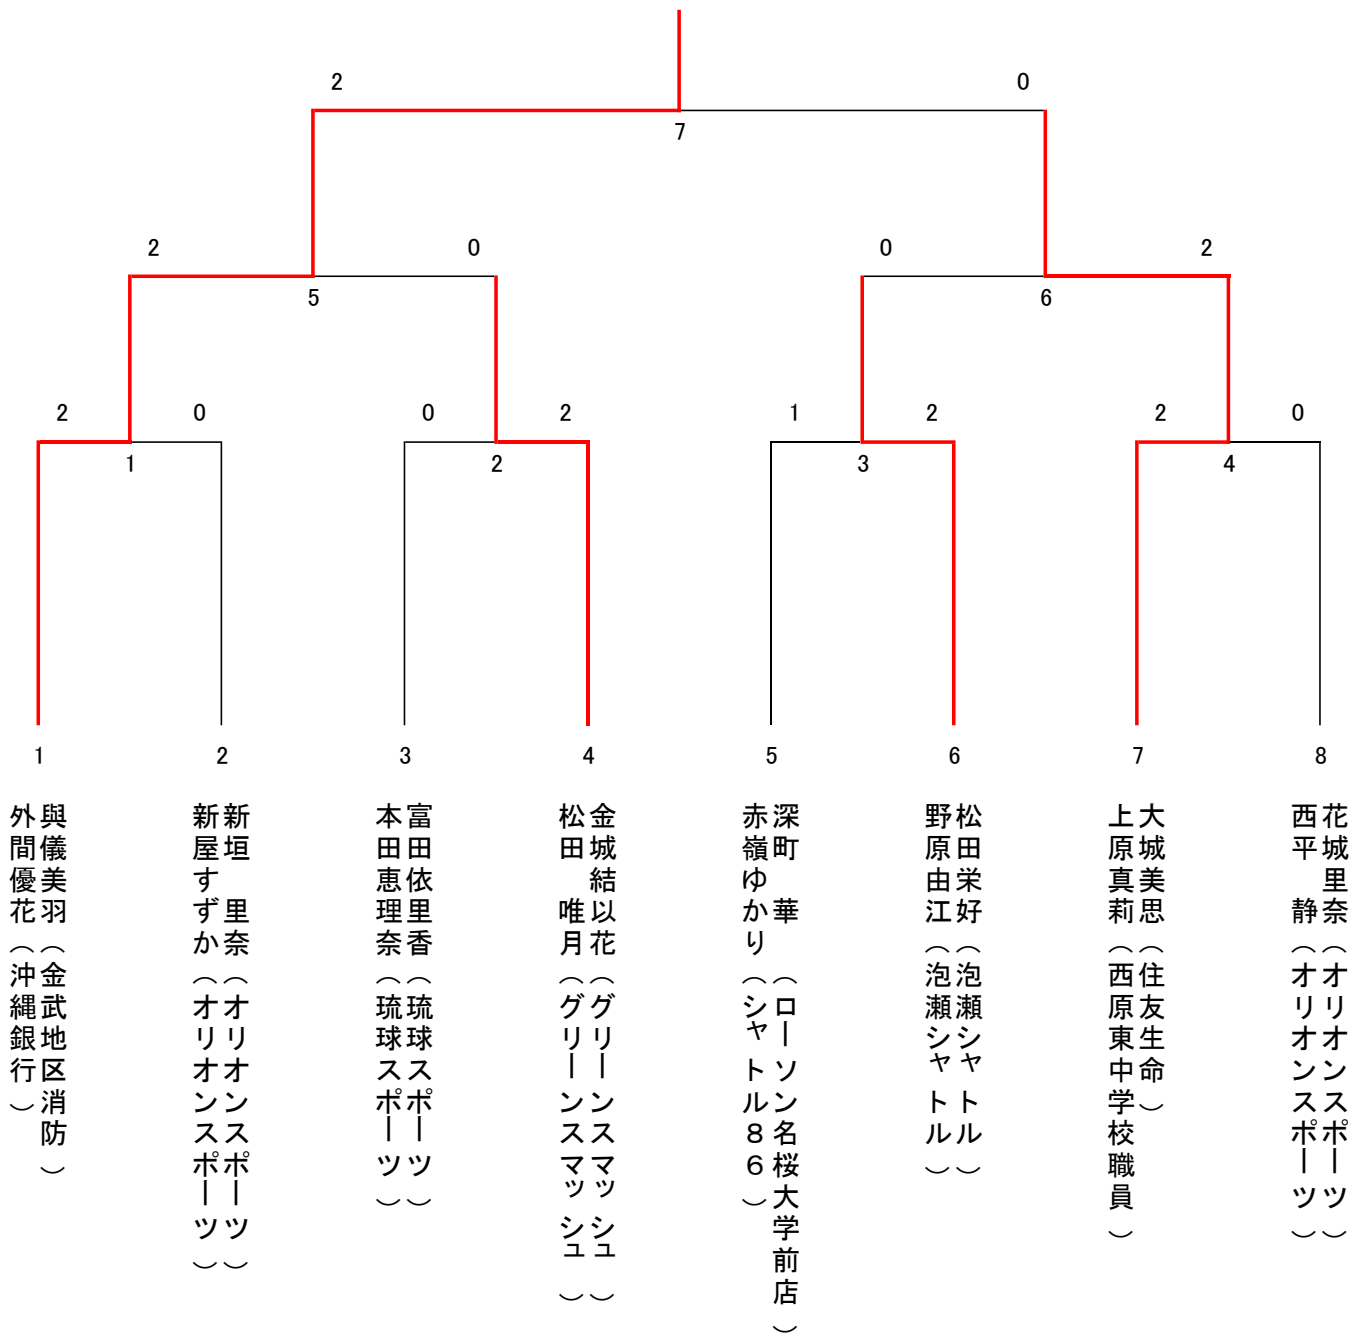 2 0
7
2 0 0 2
5 6
2 0 0 2 1 2 2 0
1 2 3 4
1 2 3 4 5 6 7 8
與儀美羽（金武地区消防）
外間優花（沖縄銀行）
新垣　里奈（オリオンスポーツ）
新屋すずか（オリオンスポーツ）
富田依里香（琉球スポーツ）
本田恵理奈（琉球スポーツ）
金城結以花（グリーンスマッシュ）
松田　唯月（グリーンスマッシュ）
深町　華　（ローソン名桜大学前店）
赤嶺ゆかり（シャトル８６）
松田栄好（泡瀬シャトル）
野原由江（泡瀬シャトル）
大城美思（住友生命）
上原真莉（西原東中学校職員）
花城里奈（オリオンスポーツ）
西平　静（オリオンスポーツ）